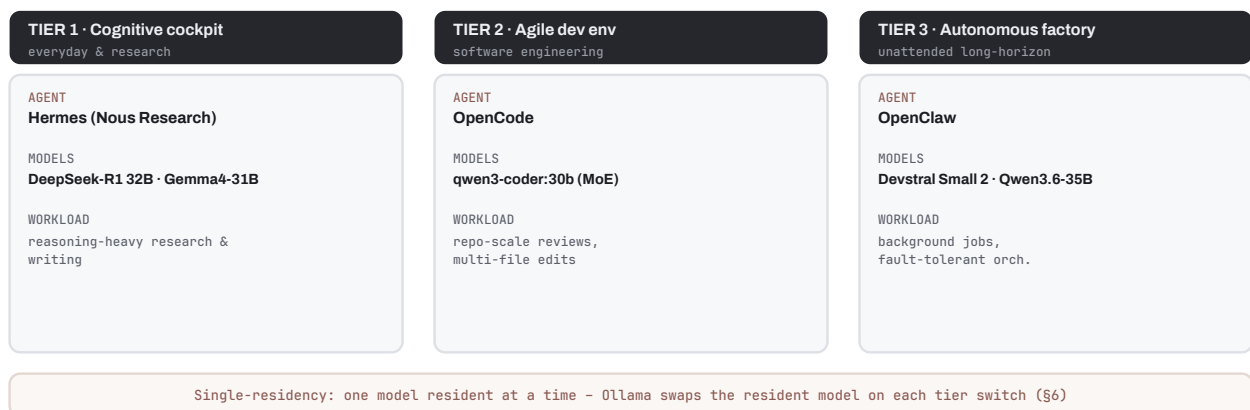 TIER 1 · Cognitive cockpit
everyday & research
AGENT
Hermes (Nous Research)
MODELS
DeepSeek-R1 32B · Gemma4-31B
WORKLOAD
reasoning-heavy research &
writing
TIER 2 · Agile dev env
software engineering
AGENT
OpenCode
MODELS
qwen3-coder:30b (MoE)
WORKLOAD
repo-scale reviews,
multi-file edits
TIER 3 · Autonomous factory
unattended long-horizon
AGENT
OpenClaw
MODELS
Devstral Small 2 · Qwen3.6-35B
WORKLOAD
background jobs,
fault-tolerant orch.
Single-residency: one model resident at a time – Ollama swaps the resident model on each tier switch (§6)